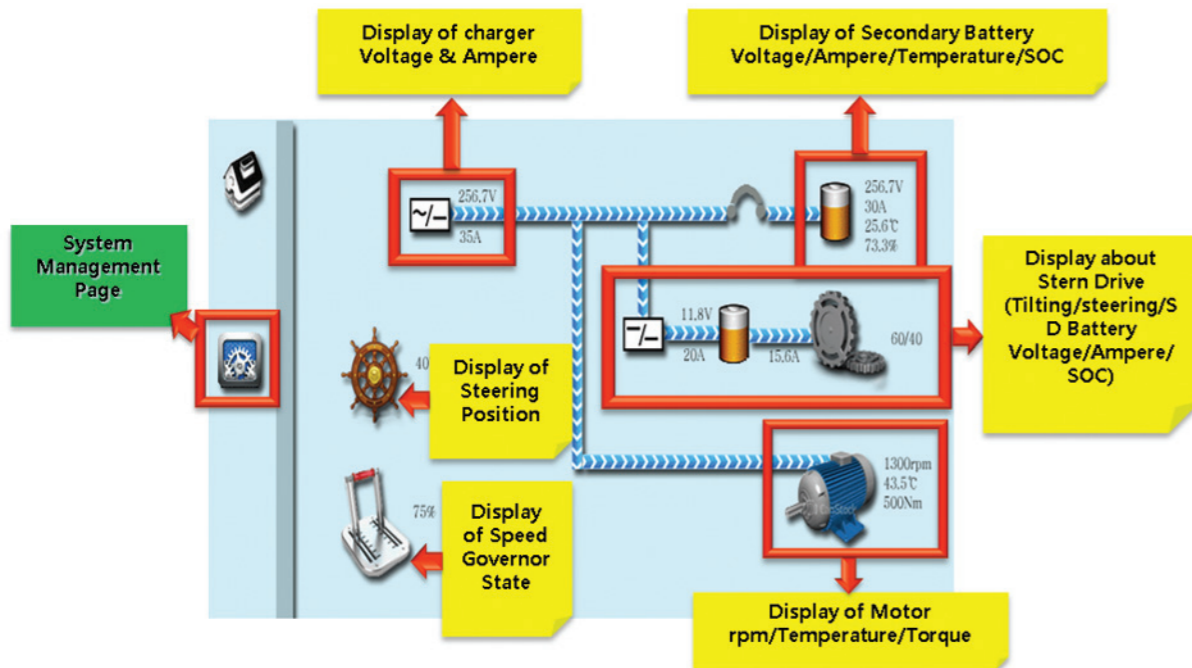 Display of charger
Voltage & Ampere
Display of Secondary Battery
Voltage/Ampere/Temperature/SOC
256.7V
35A
256.7V
30A
25.6℃
73.3%
System
Management
Page
Display about
Stern Drive
(Tilting/steering/S
D Battery
Voltage/Ampere/
SOC)
11.8V
20A
15.6A
60/40
40
Display of
Steering
Position
75%
Display
of Speed
Governor
State
1300rpm
43.5℃
500Nm
Display of Motor
rpm/Temperature/Torque